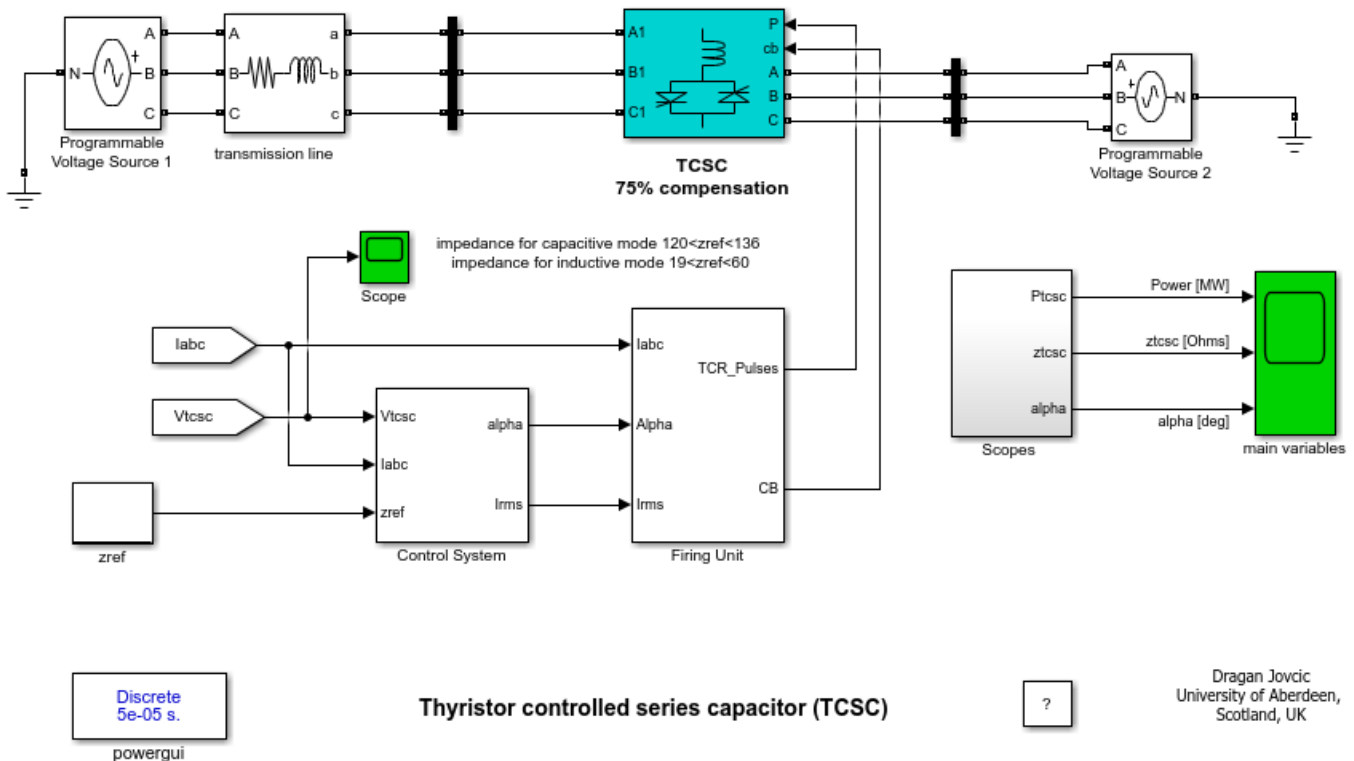 A
B
C
N
+
Programmable
Voltage Source 1
A
B
C
a
b
c
transmission line
A1
B1
C1
P
cb
A
B
C
TCSC
75% compensation
A
B
C
+
N
Programmable
Voltage Source 2
impedance for capacitive mode 120<zref<136
impedance for inductive mode 19<zref<60
Scope
Iabc
Vtcsc
zref
Vtcsc
Iabc
zref
alpha
Irms
Control System
Iabc
Alpha
Irms
TCR_Pulses
CB
Firing Unit
Ptcsc
ztcsc
alpha
Scopes
Power [MW]
ztcsc [Ohms]
alpha [deg]
main variables
Discrete
5e-05 s.
powergui
Thyristor controlled series capacitor (TCSC)
?
Dragan Jovcic
University of Aberdeen,
Scotland, UK